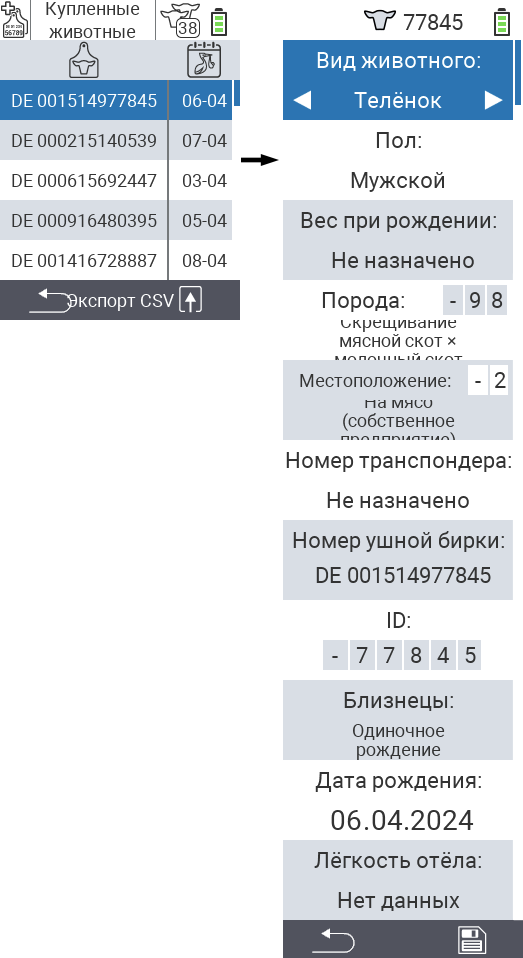 Купленные
животные
38
56789
DE 001514977845 06-04
DE 000215140539 07-04
DE 000615692447 03-04
DE 000916480395 05-04
DE 001416728887 08-04
Экспорт CSV
77845
Вид животного:
Телёнок
Пол:
Мужской
Вес при рождении:
Не назначено
Порода: - 9 8
Скрещивание
мясной скот ×
молочный скот
Местоположение: - 2
На мясо
(собственное
предприятие)
Номер транспондера:
Не назначено
Номер ушной бирки:
DE 001514977845
ID:
- 7 7 8 4 5
Близнецы:
Одиночное
рождение
Дата рождения:
06.04.2024
Лёгкость отёла:
Нет данных